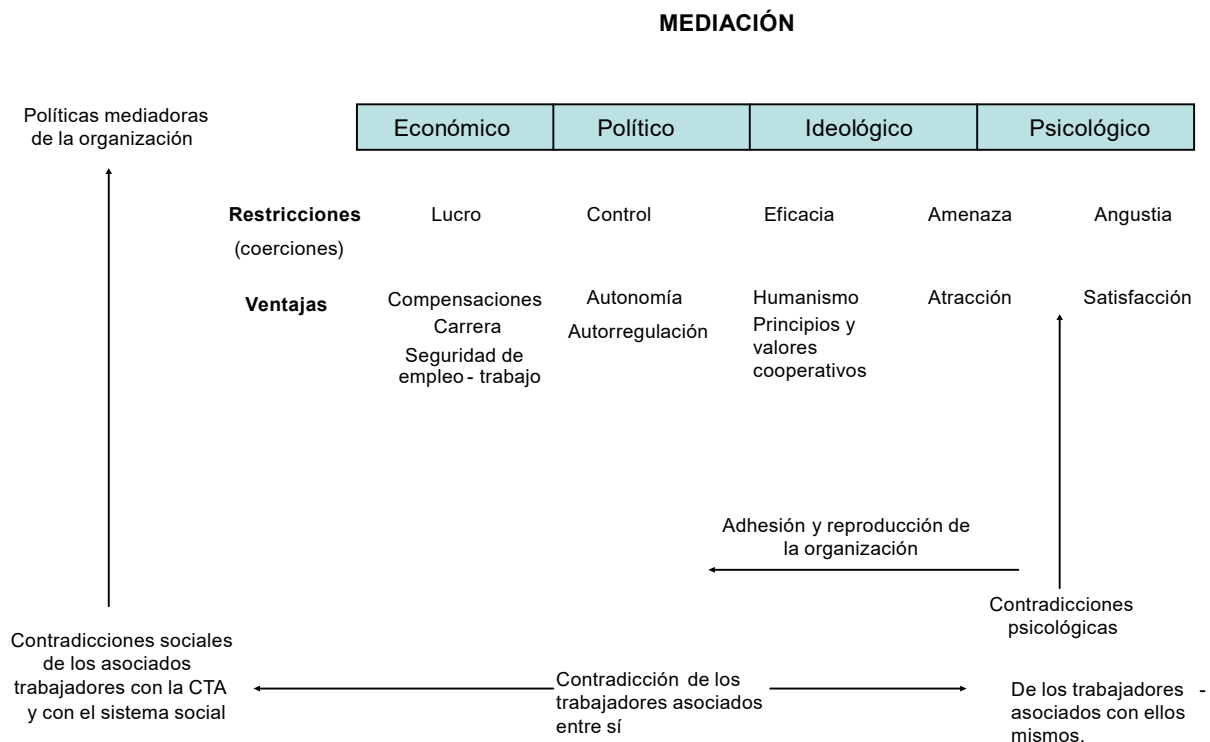 MEDIACIÓN
Políticas mediadoras
de la organización
Económico
Político
Ideológico
Psicológico
Restricciones
(coerciones)
Lucro
Control
Eficacia
Amenaza
Angustia
Ventajas
Compensaciones
Carrera
Seguridad de
empleo - trabajo
Autonomía
Autorregulación
Humanismo
Principios y
valores
cooperativos
Atracción
Satisfacción
Adhesión y reproducción de
la organización
Contradicciones
psicológicas
Contradicciones sociales
de los asociados
trabajadores con la CTA
y con el sistema social
Contradicción de los
trabajadores asociados
entre sí
De los trabajadores -
asociados con ellos
mismos.